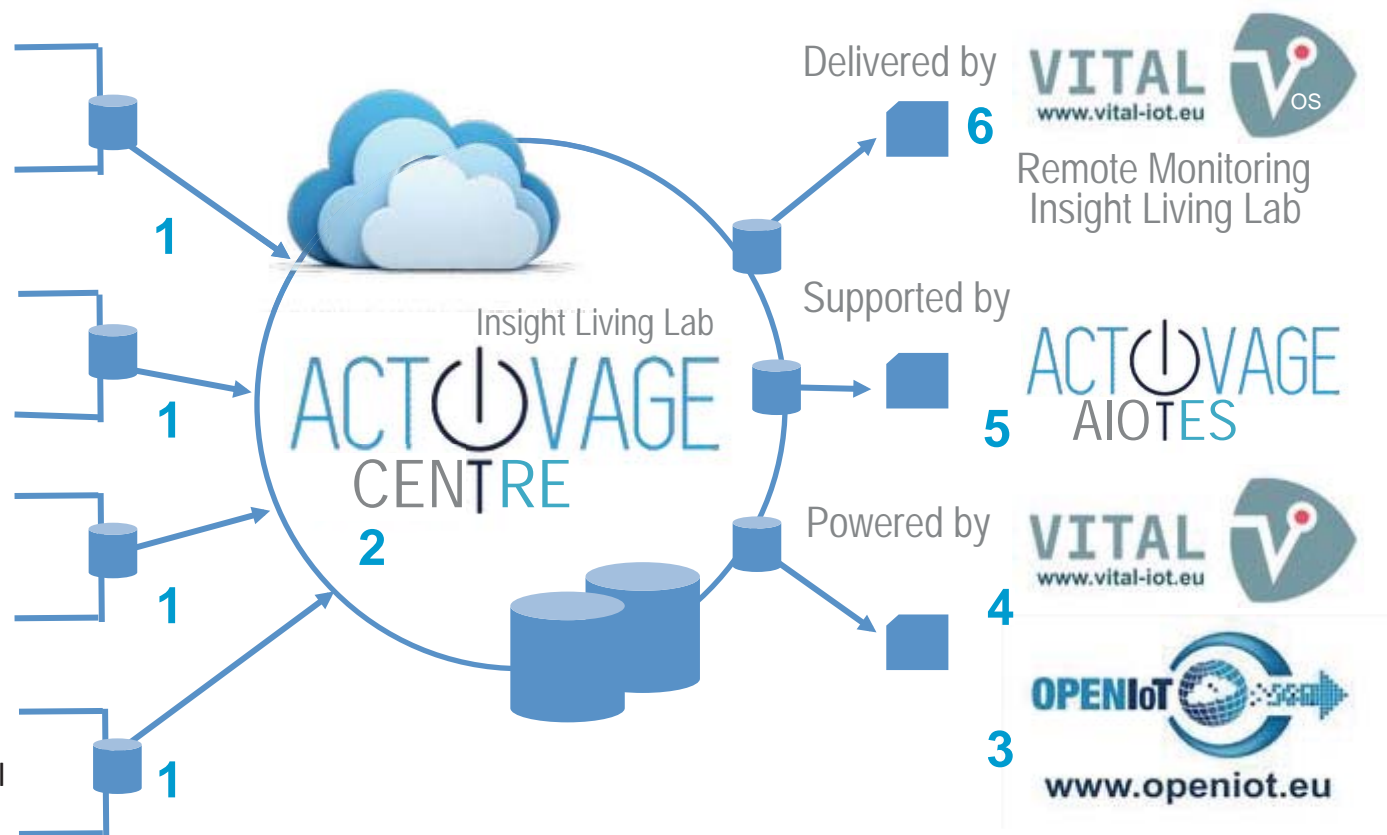 Delivered by
6
VITAL
www.vital-iot.eu
V
OS
Remote Monitoring
Insight Living Lab
1
Supported by
Insight Living Lab
ACTIVAGE
CENTRE
2
1
ACTIVAGE
AIOTES
5
Powered by
VITAL
www.vital-iot.eu
V
4
1
OPENIoT
www.openiot.eu
3
1
l